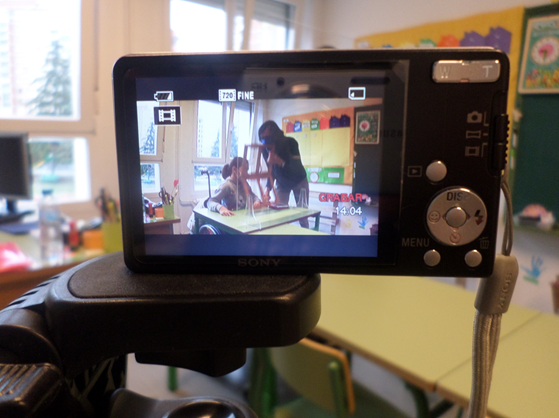 W T
720 FINE
GRABAR
14:04
DISP
MENU
SONY